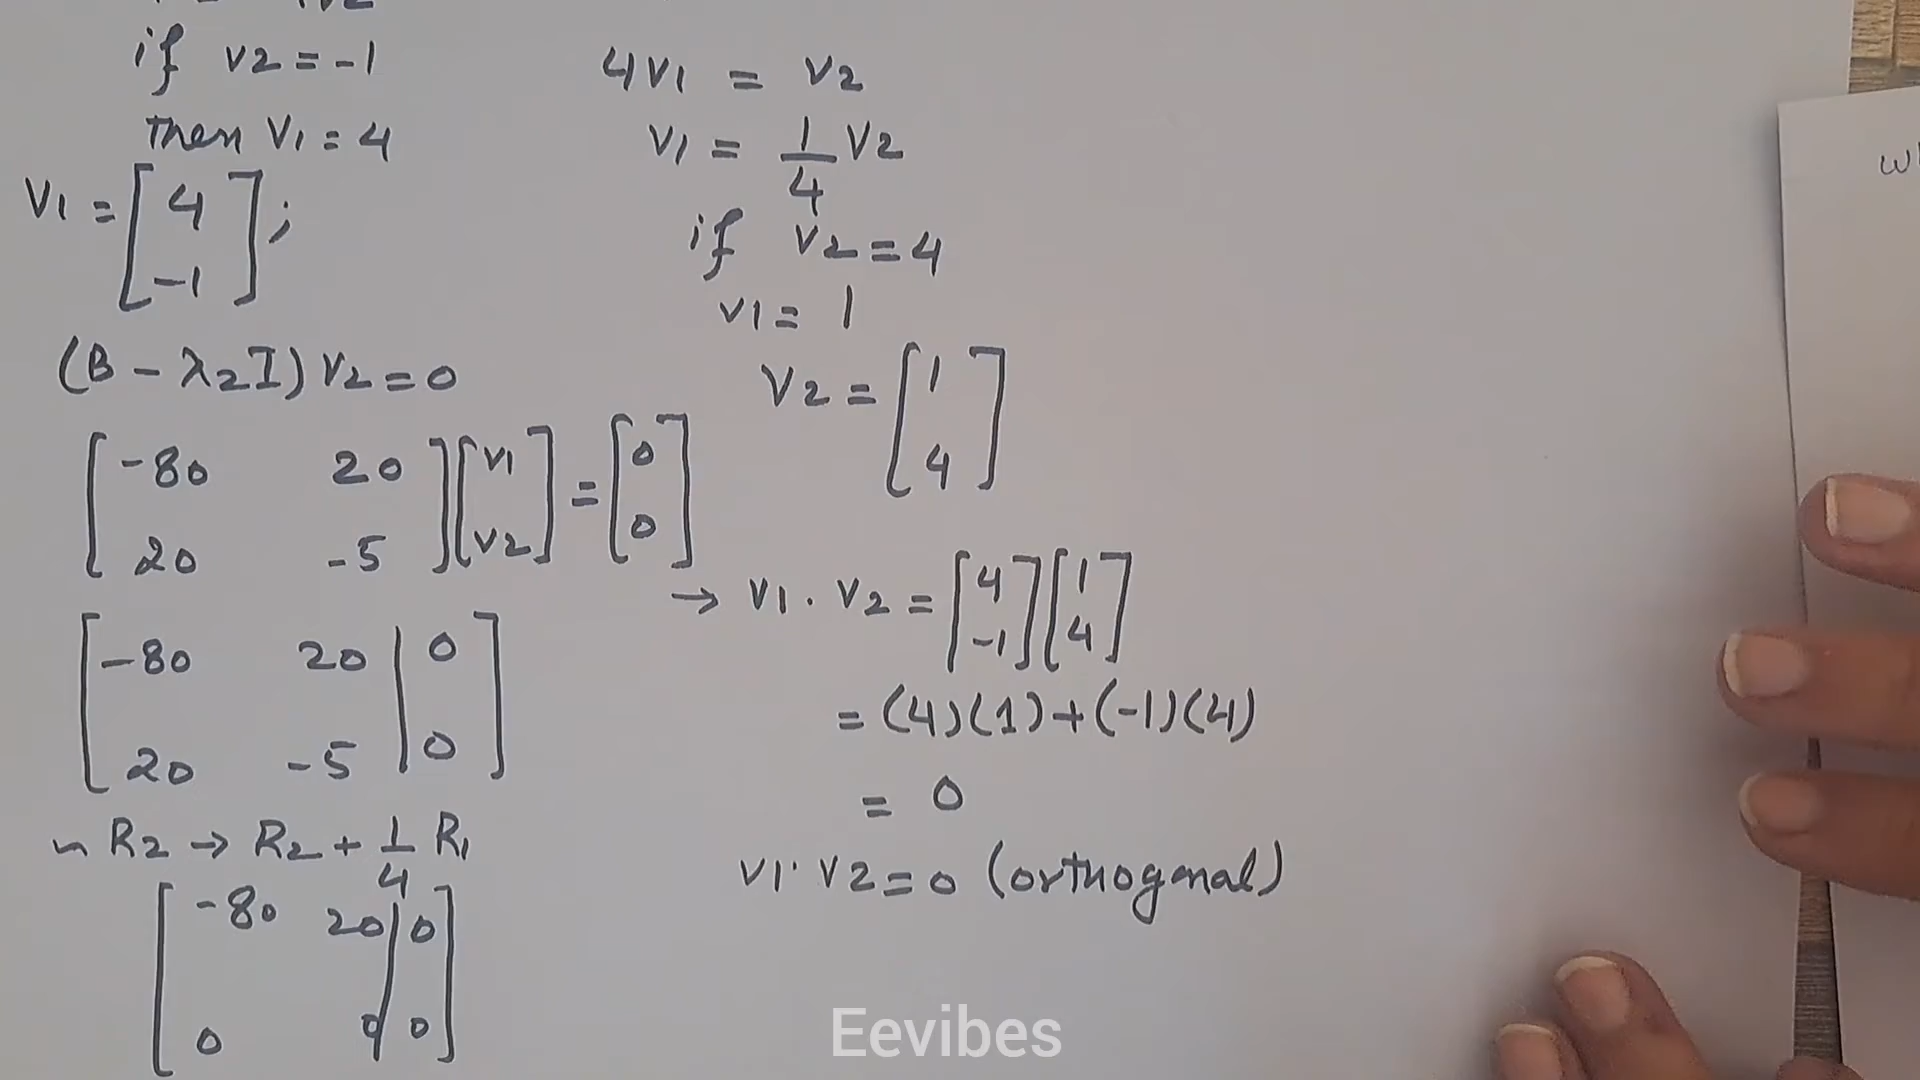 if v2 = -1
then V1 = 4
V1 = [4
-1];
(B - λ2I) V2 = 0
[-80 20
20 -5] [v1
v2] = [0
0]
[-80 20 | 0
20 -5 | 0]
~ R2 → R2 + 1/4 R1
[-80 20 | 0
0 0 | 0]
4V1 = V2
V1 = 1/4 V2
if V2 = 4
V1 = 1
V2 = [1
4]
→ V1 . V2 = [4
-1] [1
4]
= (4)(1)+(-1)(4)
= 0
V1 . V2 = 0 (orthogonal)
Eevibes